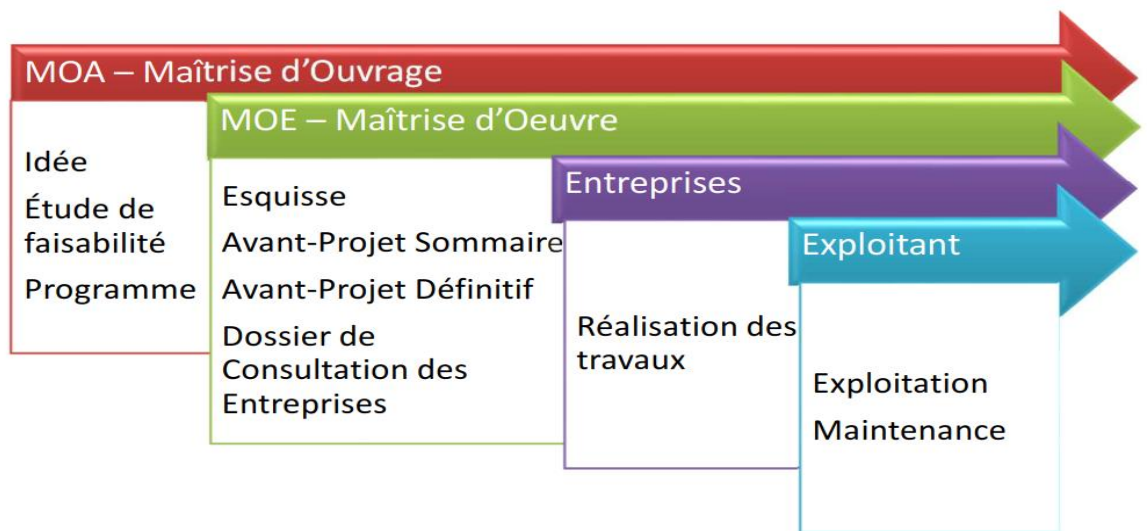 MOA – Maîtrise d'Ouvrage
Idée
Étude de
faisabilité
Programme
MOE – Maîtrise d'Oeuvre
Esquisse
Avant-Projet Sommaire
Avant-Projet Définitif
Dossier de
Consultation des
Entreprises
Entreprises
Réalisation des
travaux
Exploitant
Exploitation
Maintenance